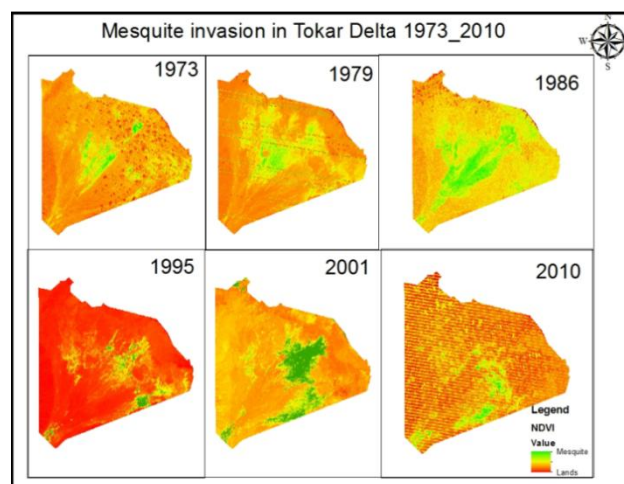 Mesquite invasion in Tokar Delta 1973_2010
N
W
E
S
1973
1979
1986
1995
2001
2010
Legend
NDVI
Value
Mesquite
Lands